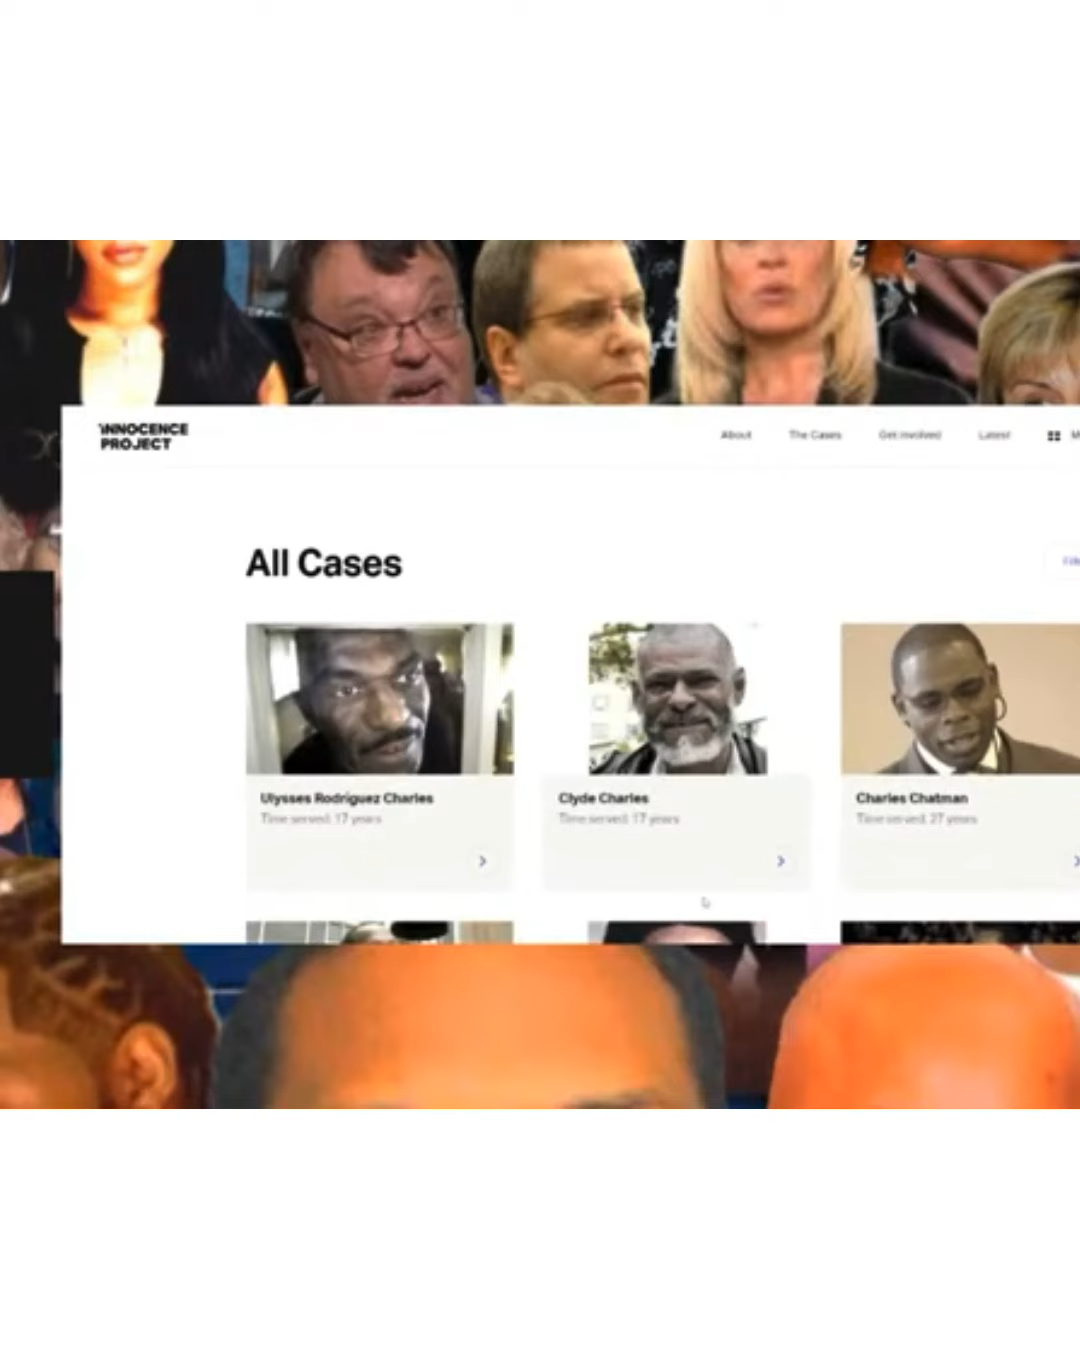 INNOCENCE
PROJECT
About The Cases Get Involved Latest
All Cases
Ulysses Rodriguez Charles
Time served: 17 years
Clyde Charles
Time served: 17 years
Charles Chatman
Time served: 27 years